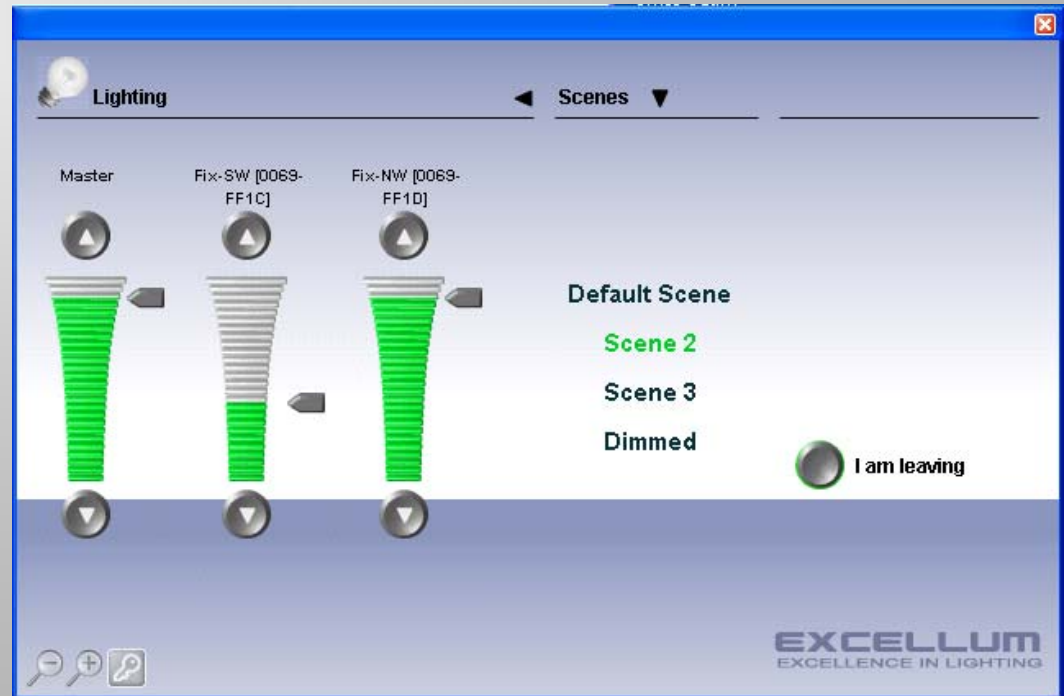 Lighting
Scenes
Master
Fix-SW [0069-
FF1C]
Fix-NW [0069-
FF1D]
Default Scene
Scene 2
Scene 3
Dimmed
I am leaving
EXCELLUM
EXCELLENCE IN LIGHTING